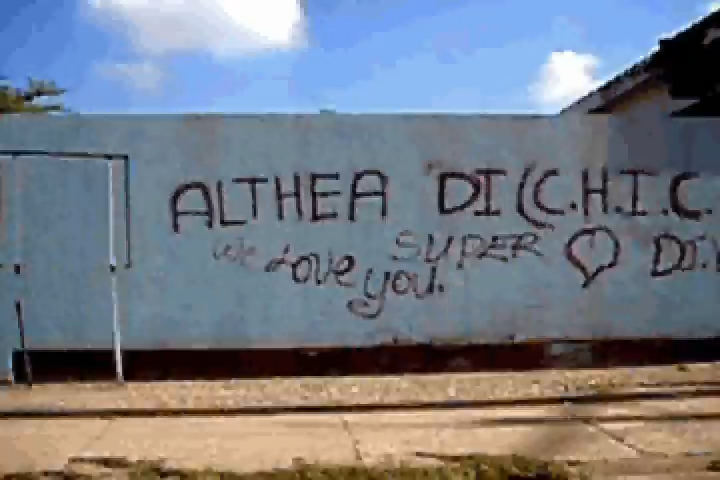 ALTHEA DI (C.H.I.C.
we Love you. SUPER ♡ DI.